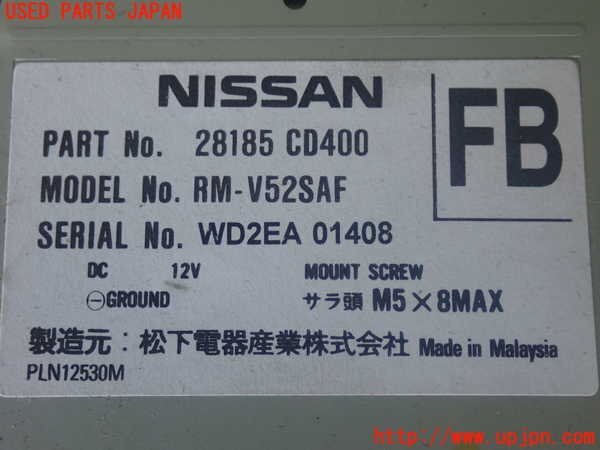 USED PARTS JAPAN
NISSAN
FB
PART No. 28185 CD400
MODEL No. RM-V52SAF
SERIAL No. WD2EA 01408
DC 12V MOUNT SCREW
⊖GROUND サラ頭 M5×8MAX
製造元:松下電器産業株式会社 Made in Malaysia
PLN12530M
http://www.upjpn.com/